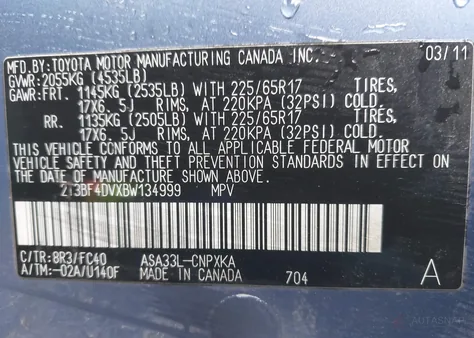 MFD.BY:TOYOTA MOTOR MANUFACTURING CANADA INC. 03/11
GVWR:2055KG (4535LB)
GAWR:FRT. 1145KG (2535LB) WITH 225/65R17 TIRES,
17X6. 5J RIMS, AT 220KPA (32PSI) COLD.
RR. 1135KG (2505LB) WITH 225/65R17 TIRES,
17X6. 5J RIMS, AT 220KPA (32PSI) COLD.
THIS VEHICLE CONFORMS TO ALL APPLICABLE FEDERAL MOTOR
VEHICLE SAFETY AND THEFT PREVENTION STANDARDS IN EFFECT ON
THE DATE OF MANUFACTURE SHOWN ABOVE.
2T3BF4DVXBW134999 MPV
C/TR:8R3/FC40 ASA33L-CNPXKA
A/TM:-02A/U140F MADE IN CANADA 704 A